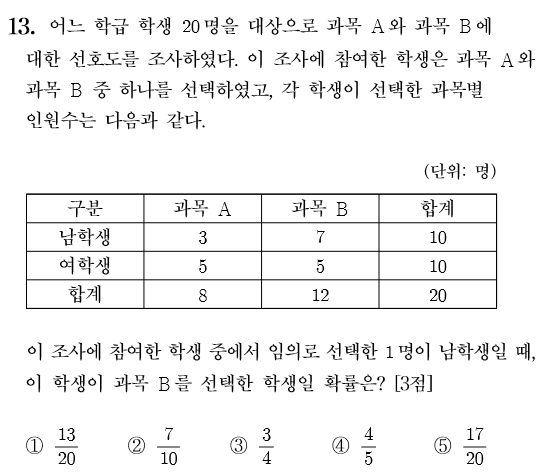 13. 어느 학급 학생 20명을 대상으로 과목 A와 과목 B에
대한 선호도를 조사하였다. 이 조사에 참여한 학생은 과목 A와
과목 B 중 하나를 선택하였고, 각 학생이 선택한 과목별
인원수는 다음과 같다.
(단위: 명)
구분 과목 A 과목 B 합계
남학생 3 7 10
여학생 5 5 10
합계 8 12 20
이 조사에 참여한 학생 중에서 임의로 선택한 1명이 남학생일 때,
이 학생이 과목 B를 선택한 학생일 확률은? [3점]
① 13/20 ② 7/10 ③ 3/4 ④ 4/5 ⑤ 17/20